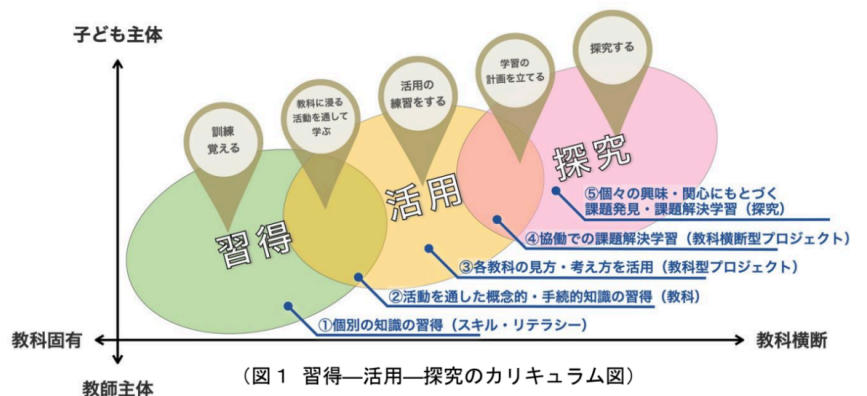 子ども主体
訓練
覚える
教科に浸る
活動を通して
学ぶ
活用の
練習をする
学習の
計画を立てる
探究する
習得
活用
探究
⑤個々の興味・関心にもとづく
課題発見・課題解決学習（探究）
④協働での課題解決学習（教科横断型プロジェクト）
③各教科の見方・考え方を活用（教科型プロジェクト）
②活動を通した概念的・手続的知識の習得（教科）
①個別の知識の習得（スキル・リテラシー）
教科固有
教科横断
教師主体
（図１ 習得―活用―探究のカリキュラム図）